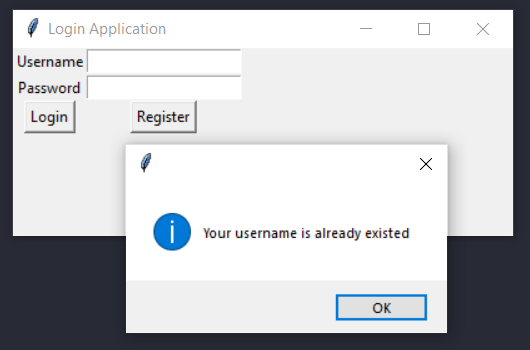 Login Application
Username
Password
Login Register
Your username is already existed
OK